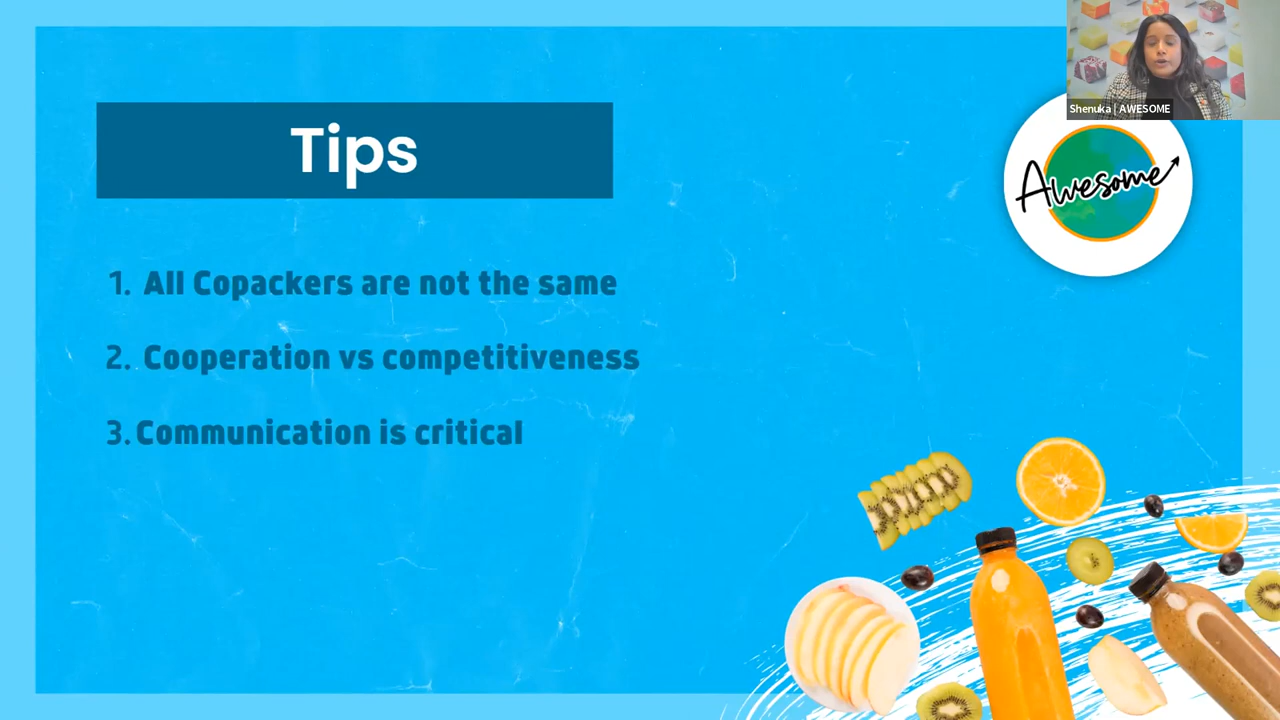 Shenuka | AWESOME
Tips
Awesome
1. All Copackers are not the same
2. Cooperation vs competitiveness
3. Communication is critical